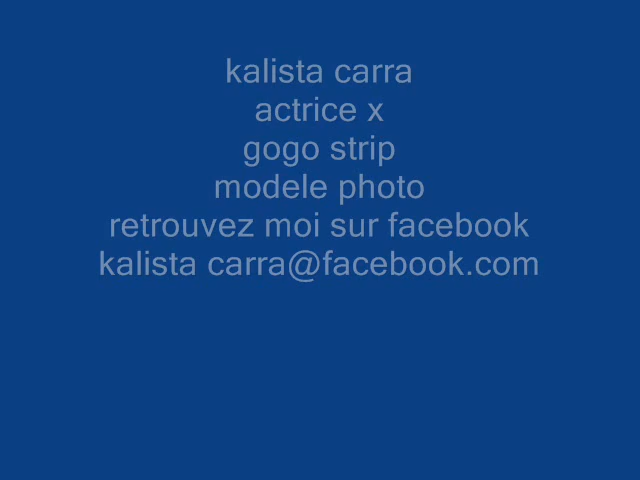 kalista carra
actrice x
gogo strip
modele photo
retrouvez moi sur facebook
kalista carra@facebook.com